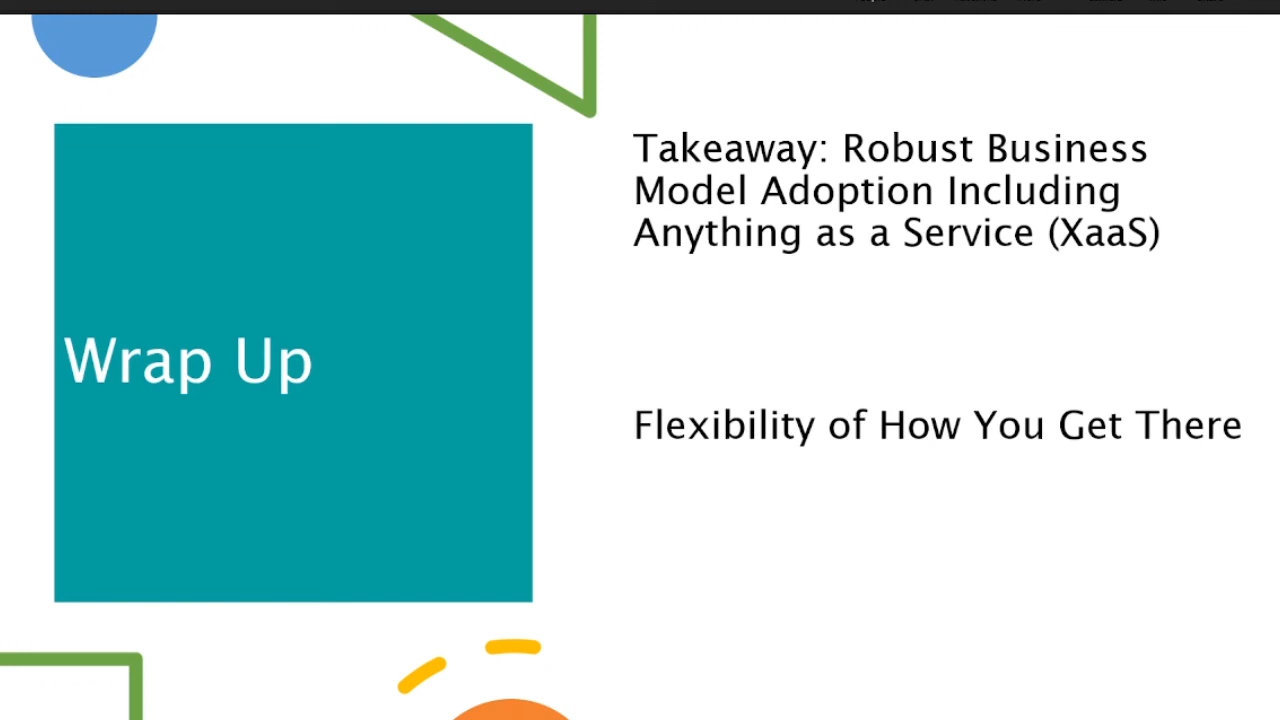 Wrap Up
Takeaway: Robust Business
Model Adoption Including
Anything as a Service (XaaS)
Flexibility of How You Get There